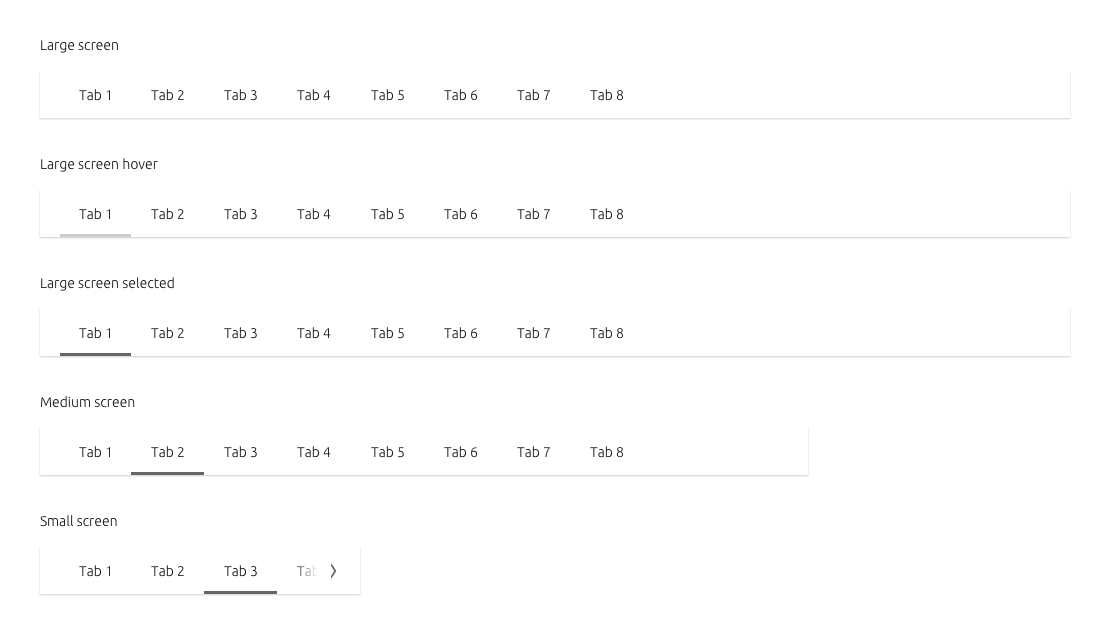 Large screen
Tab 1 Tab 2 Tab 3 Tab 4 Tab 5 Tab 6 Tab 7 Tab 8
Large screen hover
Tab 1 Tab 2 Tab 3 Tab 4 Tab 5 Tab 6 Tab 7 Tab 8
Large screen selected
Tab 1 Tab 2 Tab 3 Tab 4 Tab 5 Tab 6 Tab 7 Tab 8
Medium screen
Tab 1 Tab 2 Tab 3 Tab 4 Tab 5 Tab 6 Tab 7 Tab 8
Small screen
Tab 1 Tab 2 Tab 3 Tab